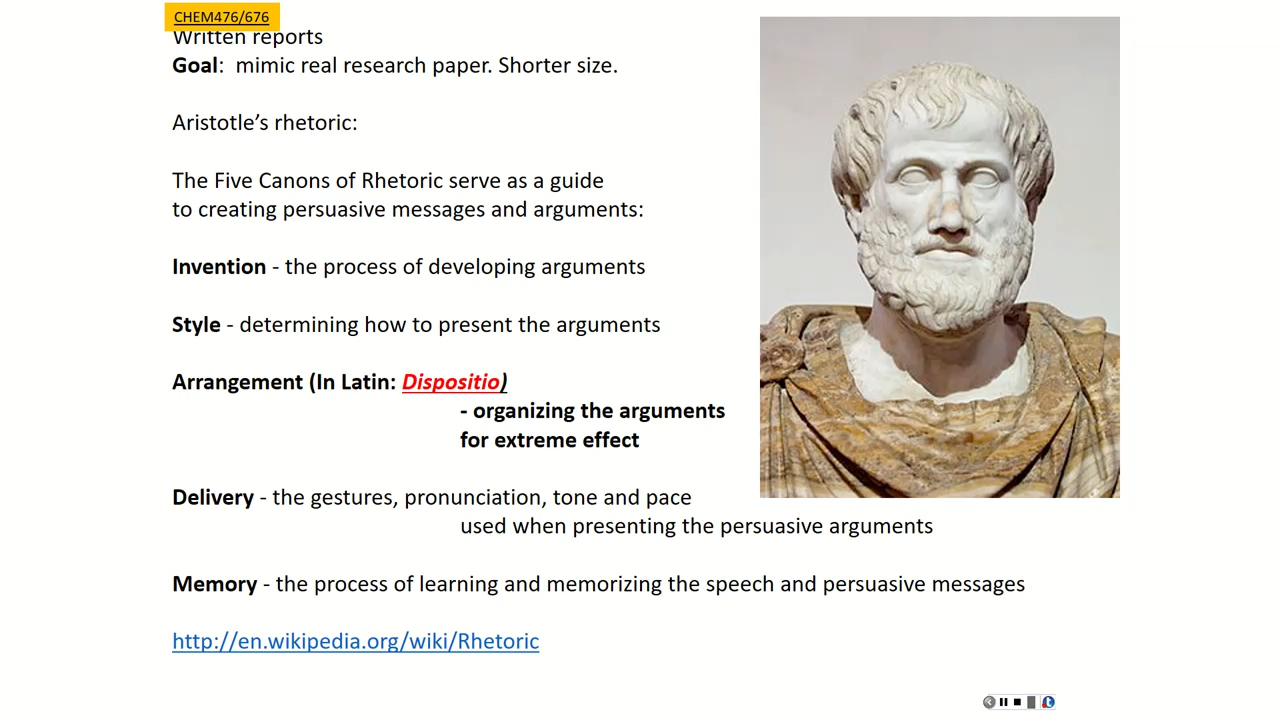 CHEM476/676
Written reports
Goal:  mimic real research paper. Shorter size.
Aristotle’s rhetoric:
The Five Canons of Rhetoric serve as a guide
to creating persuasive messages and arguments:
Invention - the process of developing arguments
Style - determining how to present the arguments
Arrangement (In Latin: Dispositio)
- organizing the arguments
for extreme effect
Delivery - the gestures, pronunciation, tone and pace
used when presenting the persuasive arguments
Memory - the process of learning and memorizing the speech and persuasive messages
http://en.wikipedia.org/wiki/Rhetoric